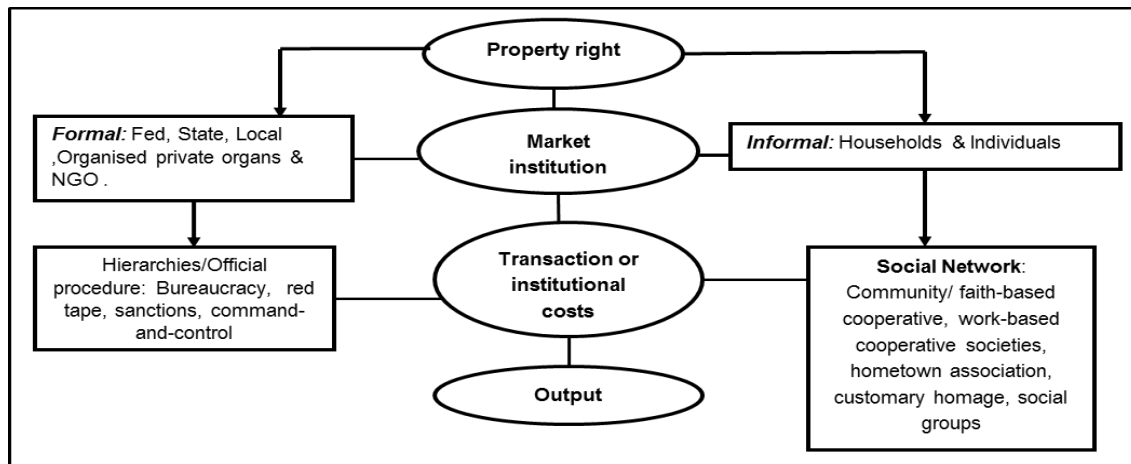 Property right
Formal: Fed, State, Local
,Organised private organs &
NGO .
Market
institution
Informal: Households & Individuals
Hierarchies/Official
procedure: Bureaucracy, red
tape, sanctions, command-
and-control
Transaction or
institutional
costs
Social Network:
Community/ faith-based
cooperative, work-based
cooperative societies,
hometown association,
customary homage, social
groups
Output